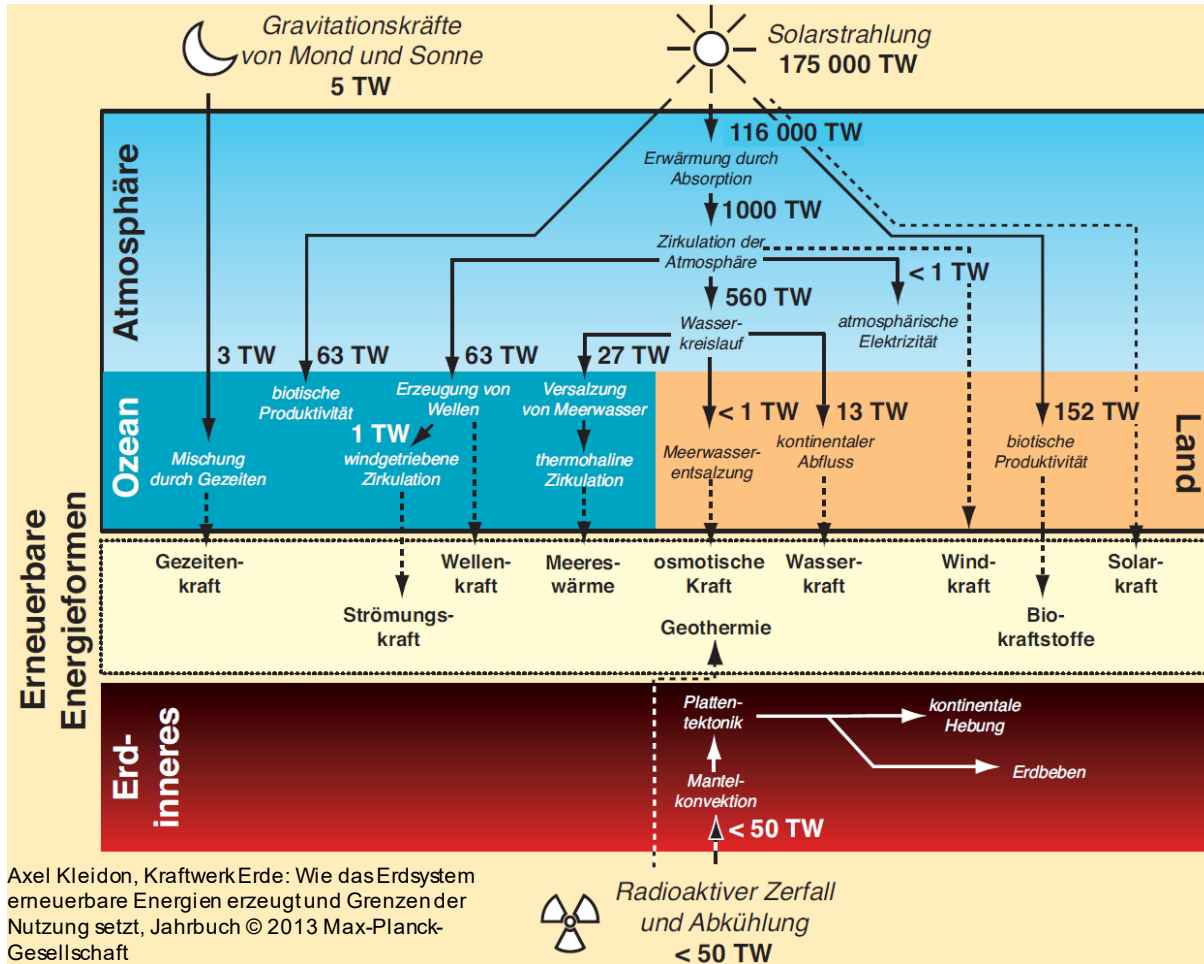 Gravitationskräfte
von Mond und Sonne
5 TW
Solarstrahlung
175 000 TW
Atmosphäre
116 000 TW
Erwärmung durch
Absorption
1000 TW
Zirkulation der
Atmosphäre
< 1 TW
560 TW
atmosphärische
Elektrizität
Wasser-
kreislauf
3 TW
63 TW
63 TW
27 TW
Ozean
biotische
Produktivität
Erzeugung von
Wellen
Versalzung
von Meerwasser
< 1 TW
13 TW
152 TW
Land
1 TW
Mischung
durch Gezeiten
windgetriebene
Zirkulation
thermohaline
Zirkulation
Meerwasser-
entsalzung
kontinentaler
Abfluss
biotische
Produktivität
Erneuerbare
Energieformen
Gezeiten-
kraft
Wellen-
kraft
Meeres-
wärme
osmotische
Kraft
Wasser-
kraft
Wind-
kraft
Solar-
kraft
Strömungs-
kraft
Geothermie
Bio-
kraftstoffe
Erd-
inneres
Platten-
tektonik
kontinentale
Hebung
Erdbeben
Mantel-
konvektion
< 50 TW
Radioaktiver Zerfall
und Abkühlung
< 50 TW
Axel Kleidon, Kraftwerk Erde: Wie das Erdsystem
erneuerbare Energien erzeugt und Grenzen der
Nutzung setzt, Jahrbuch © 2013 Max-Planck-
Gesellschaft